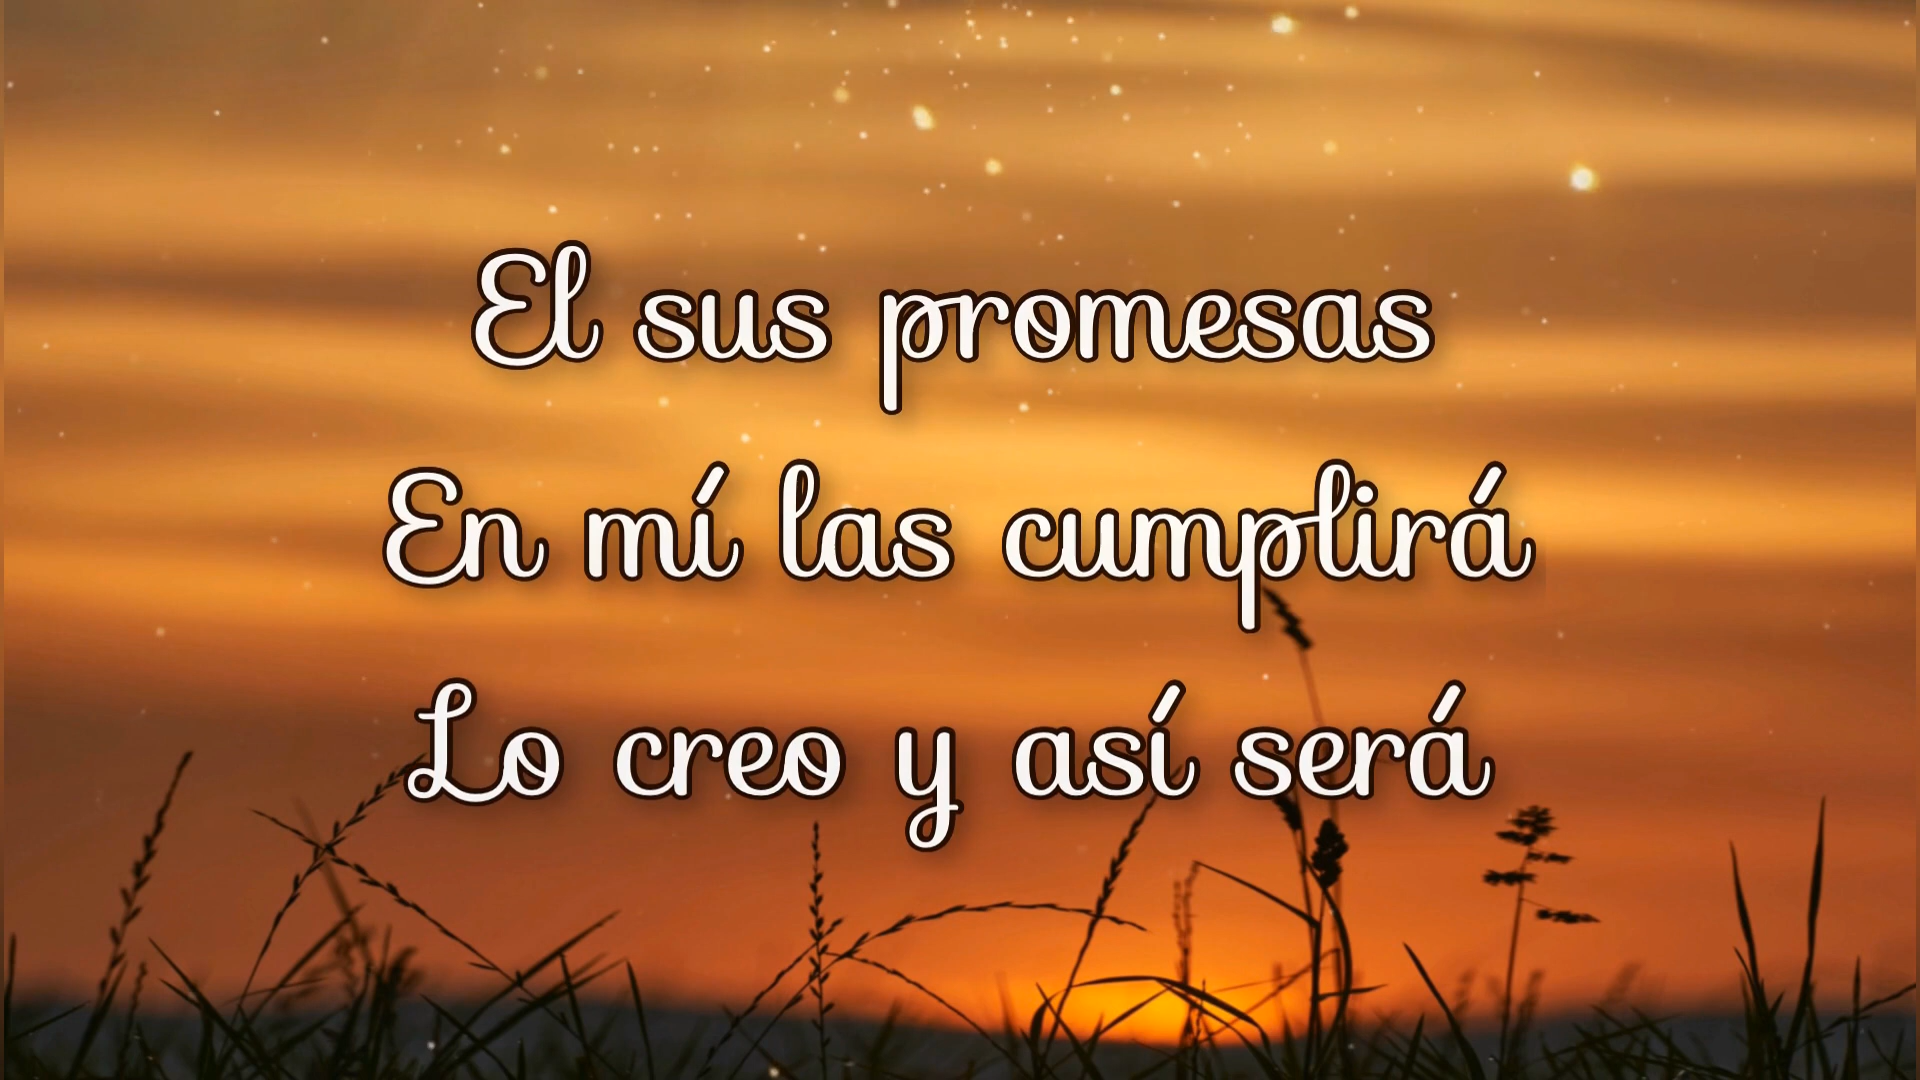 El sus promesas
En mí las cumplirá
Lo creo y así será